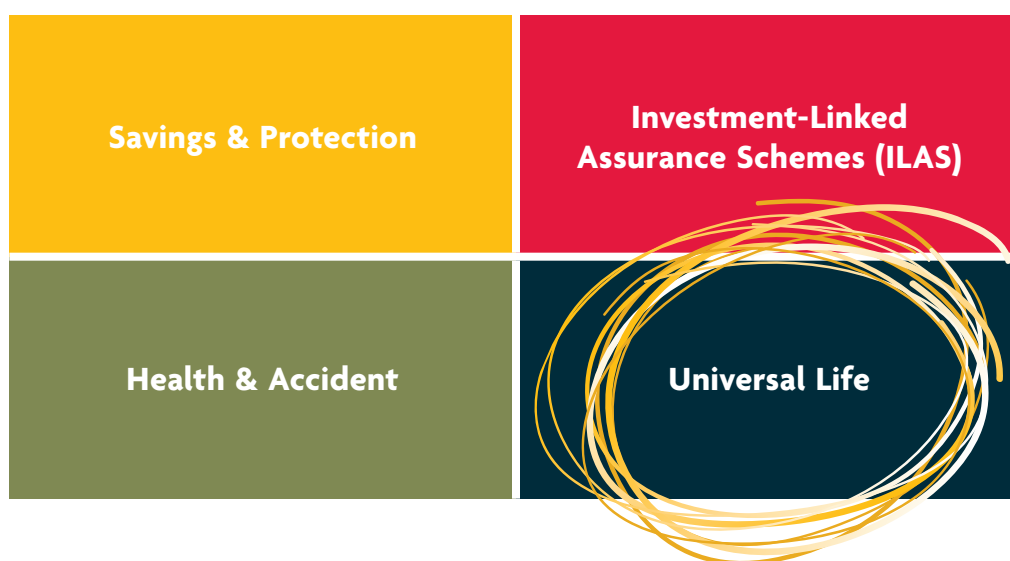 Savings & Protection
Investment-Linked
Assurance Schemes (ILAS)
Health & Accident
Universal Life